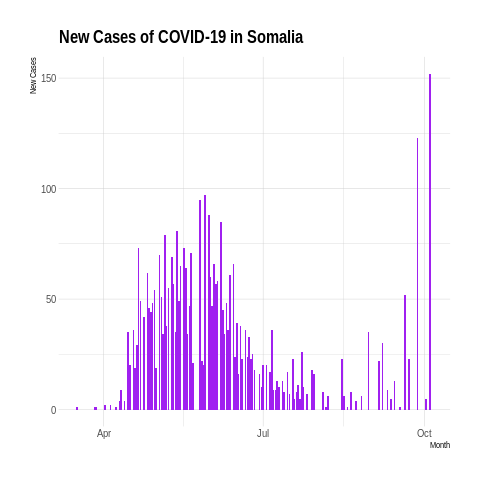 New Cases of COVID-19 in Somalia
New Cases
150
100
50
0
Apr
Jul
Oct
Month